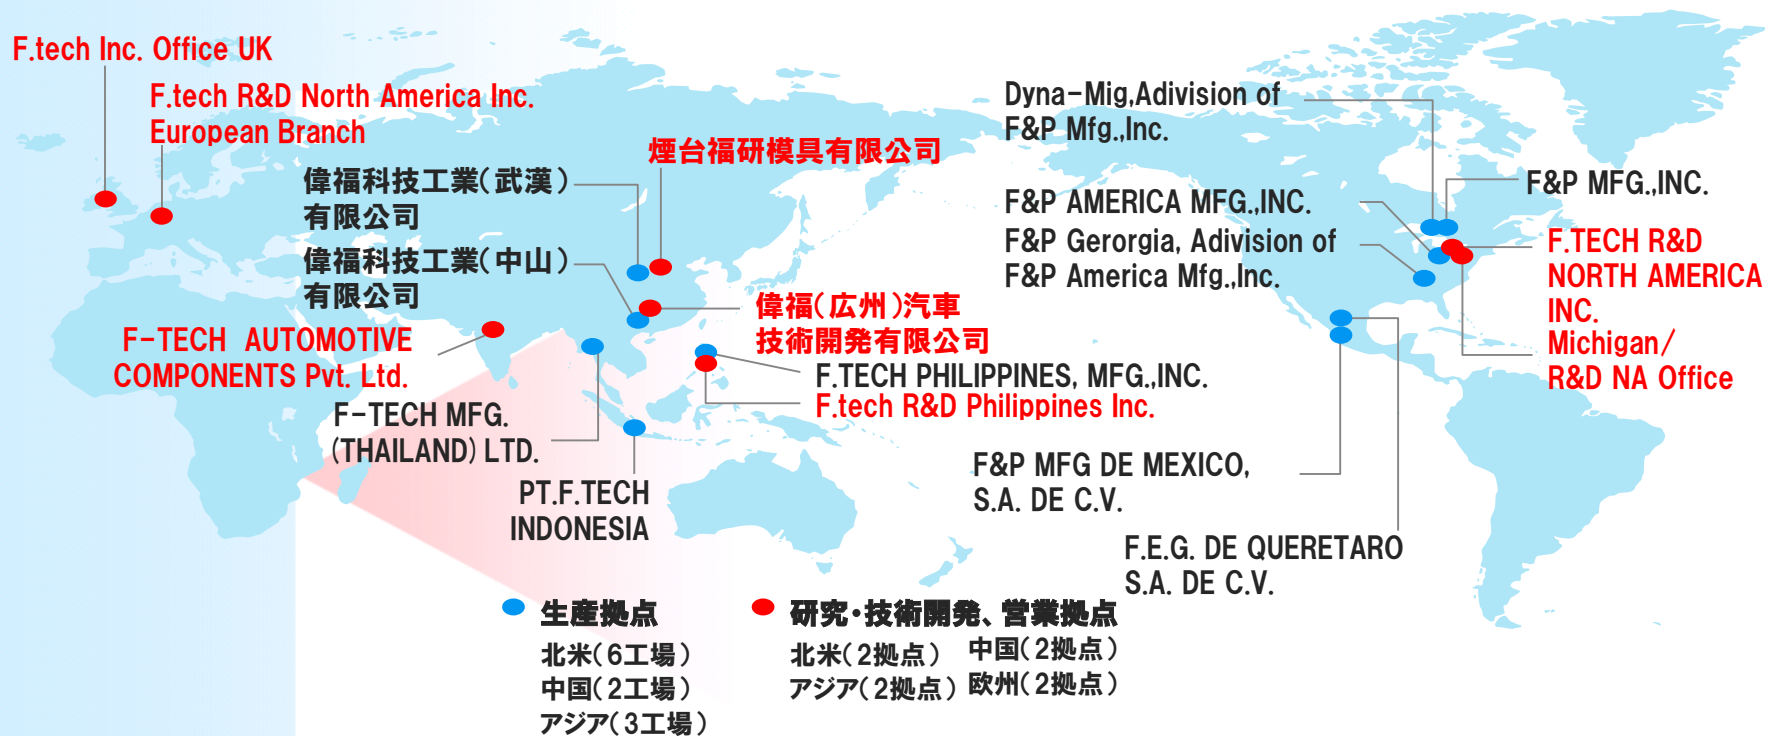 F.tech Inc. Office UK
F.tech R&D North America Inc.
European Branch
煙台福研模具有限公司
偉福科技工業(武漢)
有限公司
偉福科技工業(中山)
有限公司
偉福(広州)汽車
技術開発有限公司
F-TECH AUTOMOTIVE
COMPONENTS Pvt. Ltd.
F-TECH MFG.
(THAILAND) LTD.
PT.F.TECH
INDONESIA
F.TECH PHILIPPINES, MFG.,INC.
F.tech R&D Philippines Inc.
Dyna-Mig,Adivision of
F&P Mfg.,Inc.
F&P AMERICA MFG.,INC.
F&P Gerorgia, Adivision of
F&P America Mfg.,Inc.
F&P MFG.,INC.
F.TECH R&D
NORTH AMERICA
INC.
Michigan/
R&D NA Office
F&P MFG DE MEXICO,
S.A. DE C.V.
F.E.G. DE QUERETARO
S.A. DE C.V.
生産拠点
北米(6工場)
中国(2工場)
アジア(3工場)
研究・技術開発、営業拠点
北米(2拠点) 中国(2拠点)
アジア(2拠点) 欧州(2拠点)